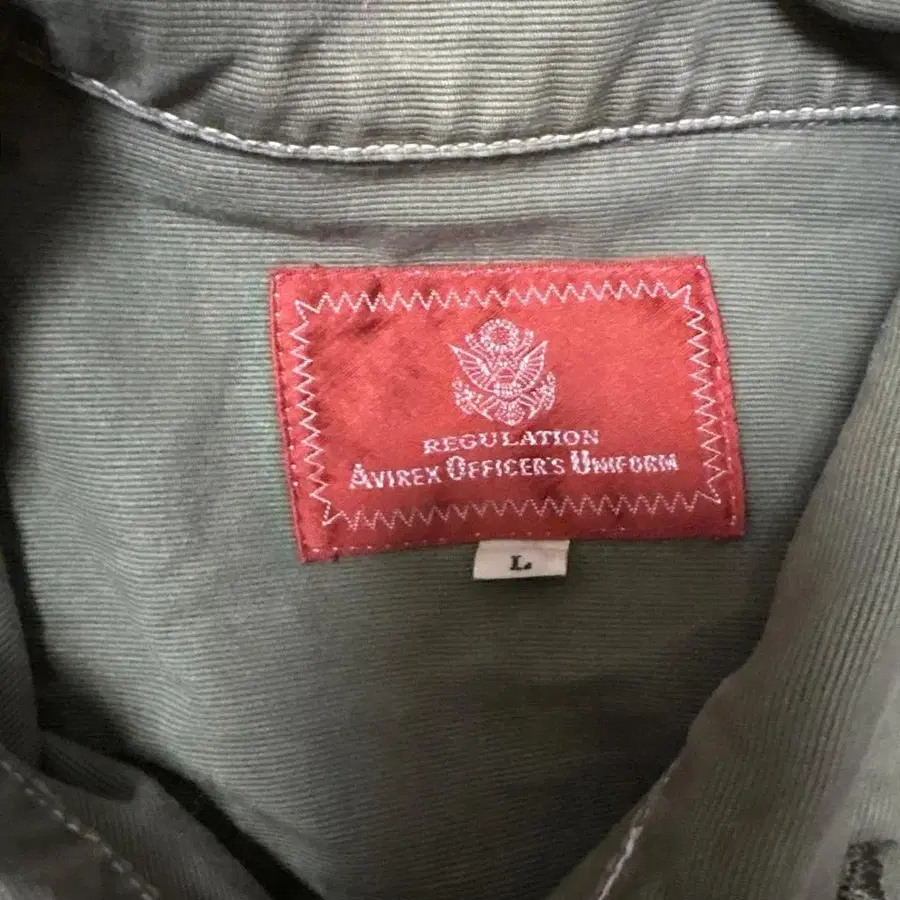 REGULATION
AVIREX OFFICER'S UNIFORM
L